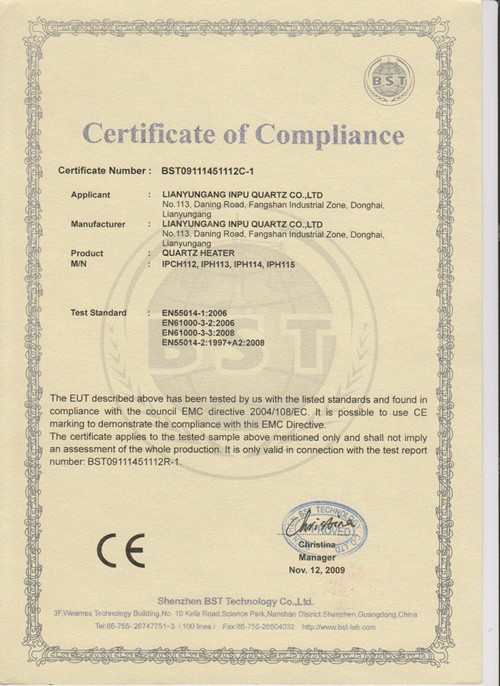 BST
Certificate of Compliance
Certificate Number : BST09111451112C-1
Applicant : LIANYUNGANG INPU QUARTZ CO.,LTD
No.113, Daning Road, Fangshan Industrial Zone, Donghai,
Lianyungang
Manufacturer : LIANYUNGANG INPU QUARTZ CO.,LTD
No.113, Daning Road, Fangshan Industrial Zone, Donghai,
Lianyungang
Product : QUARTZ HEATER
M/N : IPCH112, IPH113, IPH114, IPH115
Test Standard : EN55014-1:2006
EN61000-3-2:2006
EN61000-3-3:2008
EN55014-2:1997+A2:2008
BST
The EUT described above has been tested by us with the listed standards and found in
compliance with the council EMC directive 2004/108/EC. It is possible to use CE
marking to demonstrate the compliance with this EMC Directive.
The certificate applies to the tested sample above mentioned only and shall not imply
an assessment of the whole production. It is only valid in connection with the test report
number: BST09111451112R-1.
CE
BST TECHNOLOGY
Christina
Christina
Manager
Nov. 12, 2009
Shenzhen BST Technology Co.,Ltd.
3F,Weames Technology Building,No. 10 Kefa Road,Science Park,Nanshan District,Shenzhen,Guangdong,China
Tel:86-755- 26747751~3 (100 lines) Fax:86-755-26504032 http://www.bst-lab.com